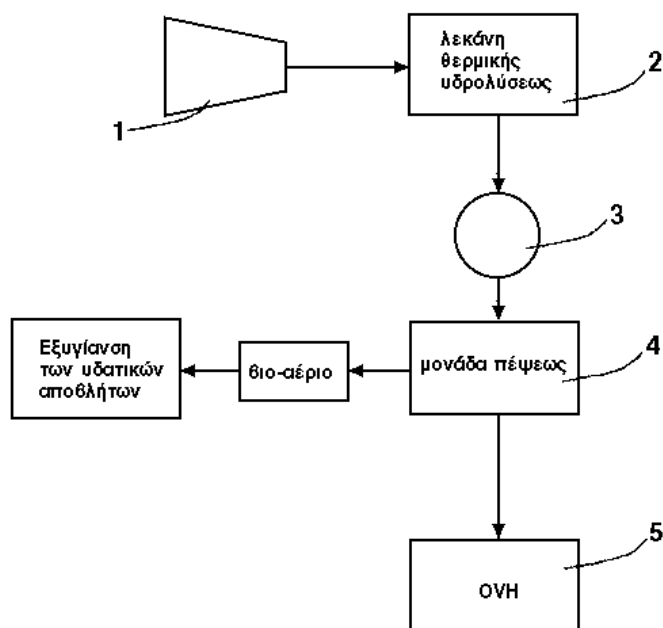 λεκάνη
θερμικής
υδρολύσεως
2
1
3
Εξυγίανση
των υδατικών
αποβλήτων
βιο-αέριο
μονάδα πέψεως
4
5
OVH